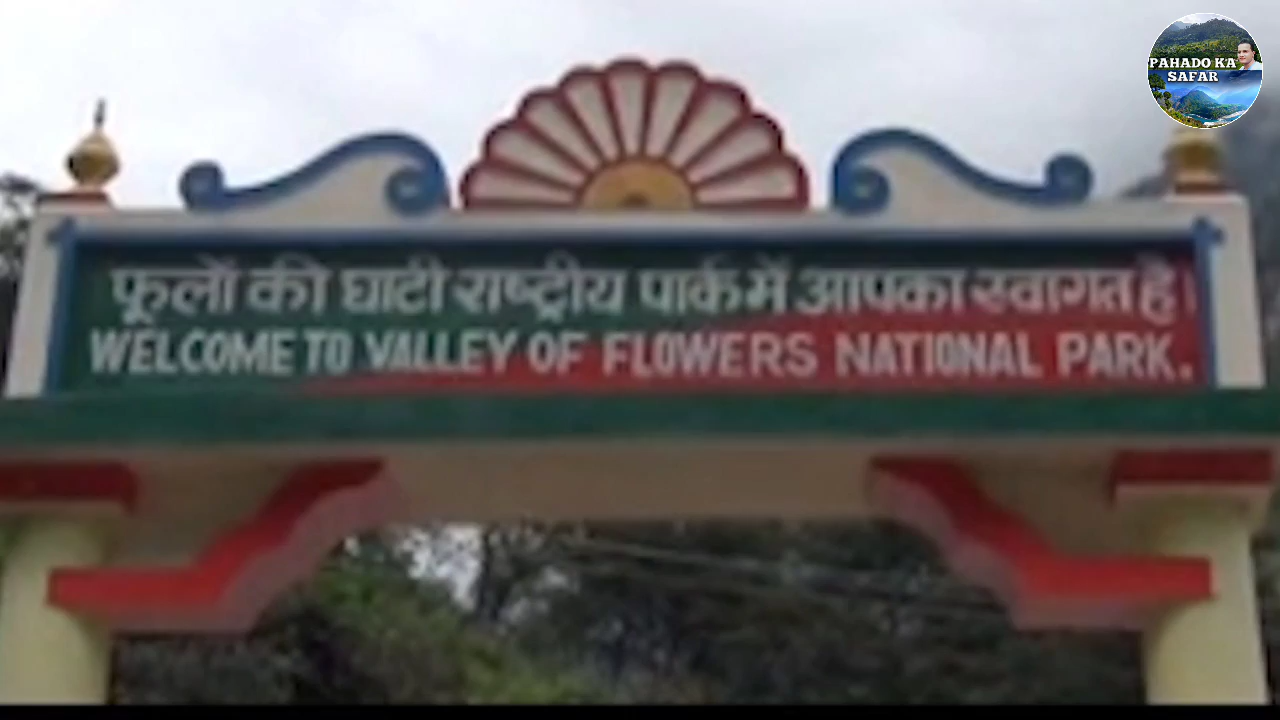 PAHADO KA
SAFAR
फूलों की घाटी राष्ट्रीय पार्क में आपका स्वागत है।
WELCOME TO VALLEY OF FLOWERS NATIONAL PARK.